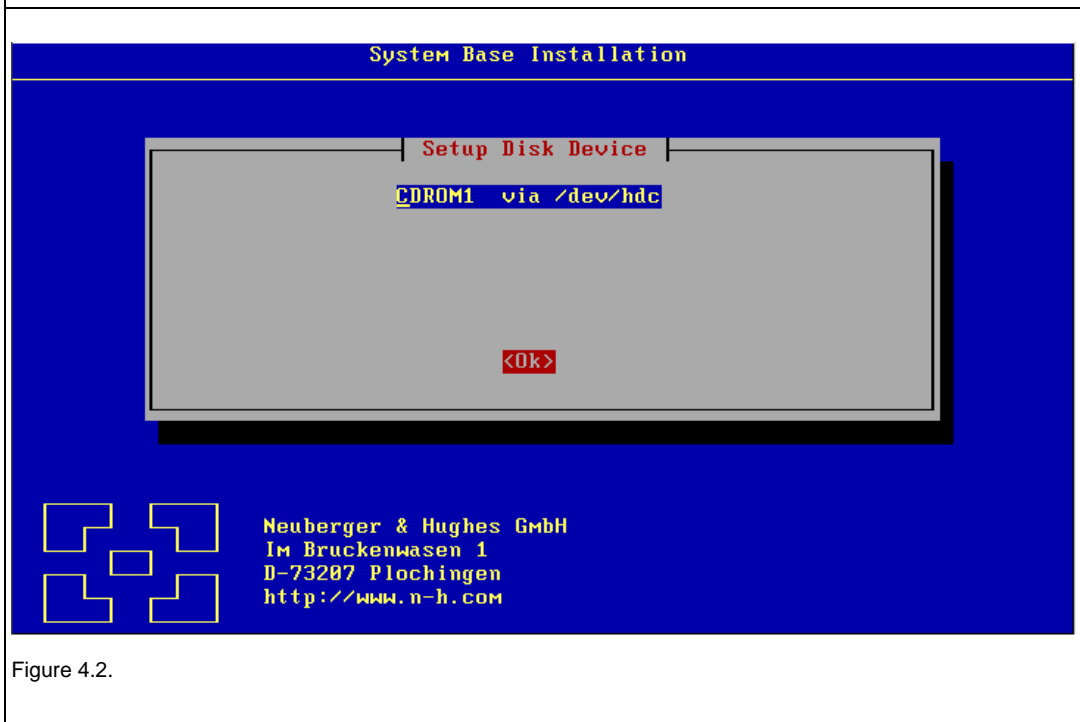 System Base Installation
Setup Disk Device
CDROM1 via /dev/hdc
<Ok>
Neuberger & Hughes GmbH
Im Bruckenwasen 1
D-73207 Plochingen
http://www.n-h.com
Figure 4.2.